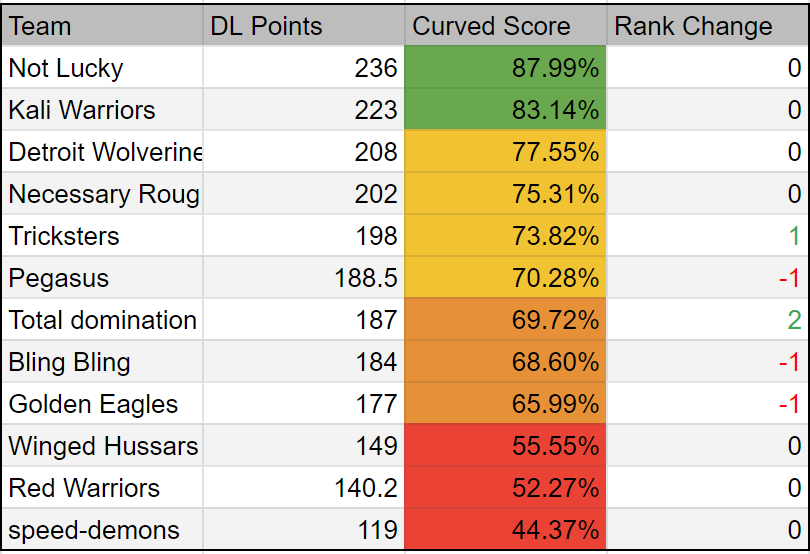 Team DL Points Curved Score Rank Change
Not Lucky 236 87.99% 0
Kali Warriors 223 83.14% 0
Detroit Wolverine 208 77.55% 0
Necessary Roug 202 75.31% 0
Tricksters 198 73.82% 1
Pegasus 188.5 70.28% -1
Total domination 187 69.72% 2
Bling Bling 184 68.60% -1
Golden Eagles 177 65.99% -1
Winged Hussars 149 55.55% 0
Red Warriors 140.2 52.27% 0
speed-demons 119 44.37% 0